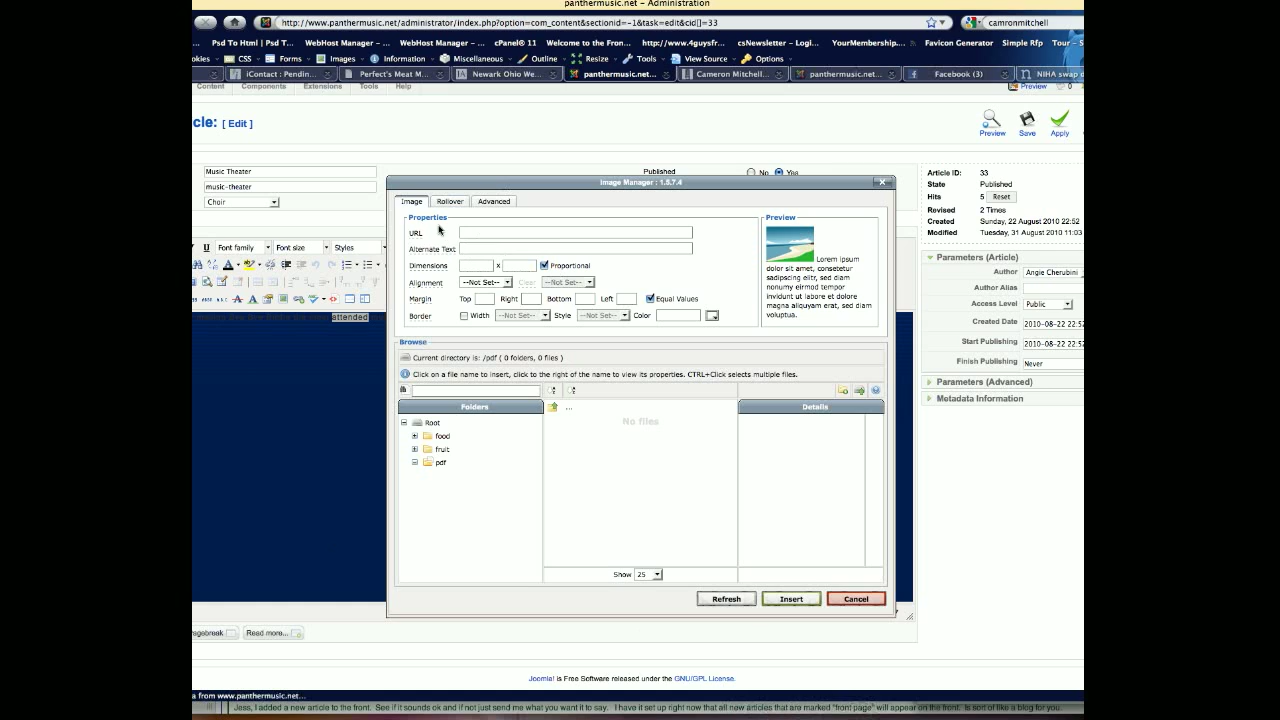 panthermusic.net - Administration
http://www.panthermusic.net/administrator/index.php?option=com_content&sectionid=-1&task=edit&cid[]=33
camronmitchell
... Psd To Html | Psd T... WebHost Manager - ... WebHost Manager - ... cPanel® 11 Welcome to the Fron... http://www.4guysfr... csNewsletter - Logi... YourMembership.... Favicon Generator Simple Rfp Tour - S
okies CSS Forms Images Information Miscellaneous Outline Resize Tools View Source Options
iContact : Pendin... Perfect's Meat M... Newark Ohio We... panthermusic.net... Cameron Mitchell... panthermusic.net... Facebook (3) NIHA swap d
Content Components Extensions Tools Help Preview 0
cle: [ Edit ]
Preview Save Apply
Music Theater Published No Yes
music-theater
Choir
Article ID: 33
State Published
Hits 5 Reset
Revised 2 Times
Created Sunday, 22 August 2010 22:52
Modified Tuesday, 31 August 2010 11:03
U Font family Font size Styles
attended
Image Manager : 1.5.7.4
Image Rollover Advanced
Properties
URL
Alternate Text
Dimensions x Proportional
Alignment --Not Set-- Clear --Not Set--
Margin Top Right Bottom Left Equal Values
Border Width --Not Set-- Style --Not Set-- Color
Preview
Lorem ipsum
dolor sit amet, consetetur
sadipscing elitr, sed diam
nonumy eirmod tempor
invidunt ut labore et dolore
magna aliquyam erat, sed diam
voluptua.
Browse
Current directory is: /pdf ( 0 folders, 0 files )
Click on a file name to insert, click to the right of the name to view its properties. CTRL+Click selects multiple files.
Folders ... Details
No files
Root
food
fruit
pdf
Show 25
Refresh Insert Cancel
Parameters (Article)
Author Angie Cherubini
Author Alias
Access Level Public
Created Date 2010-08-22 22:52
Start Publishing 2010-08-22 22:52
Finish Publishing Never
Parameters (Advanced)
Metadata Information
agebreak Read more...
Joomla! is Free Software released under the GNU/GPL License.
a from www.panthermusic.net...
Jess, I added a new article to the front. See if it sounds ok and if not just send me what you want it to say. I have it set up right now that all new articles that are marked "front page" will appear on the front. Is sort of like a blog for you.